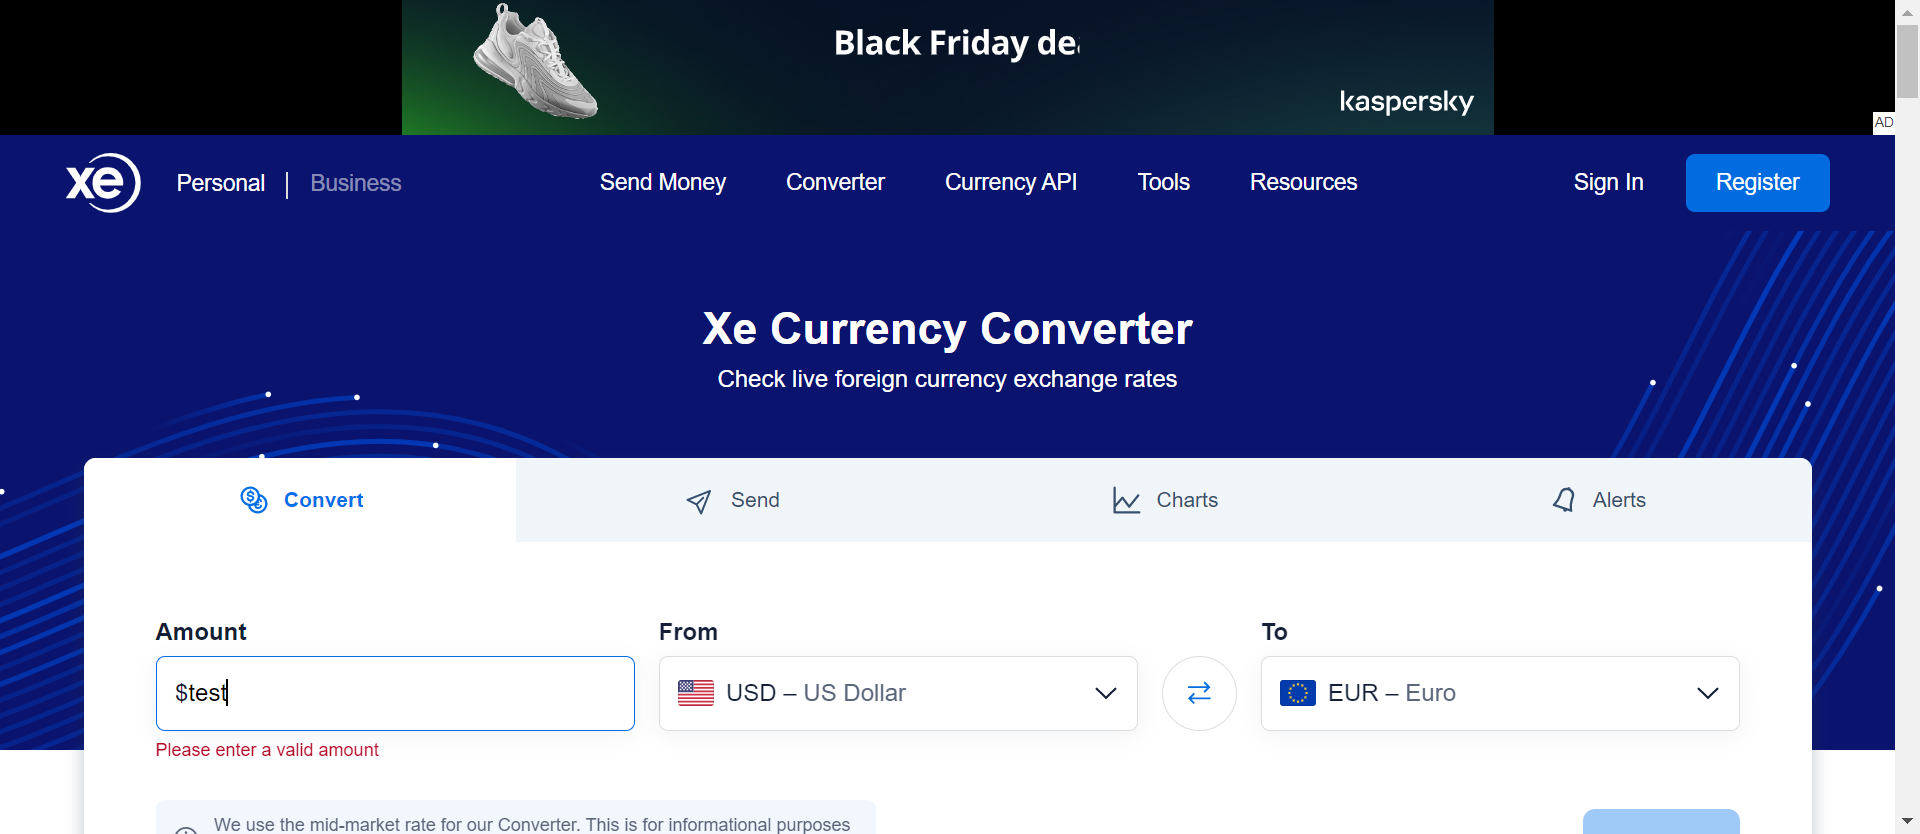 Black Friday dea
kaspersky
AD
xe Personal | Business Send Money Converter Currency API Tools Resources Sign In Register
Xe Currency Converter
Check live foreign currency exchange rates
Convert Send Charts Alerts
Amount From To
$test USD – US Dollar EUR – Euro
Please enter a valid amount
We use the mid-market rate for our Converter. This is for informational purposes